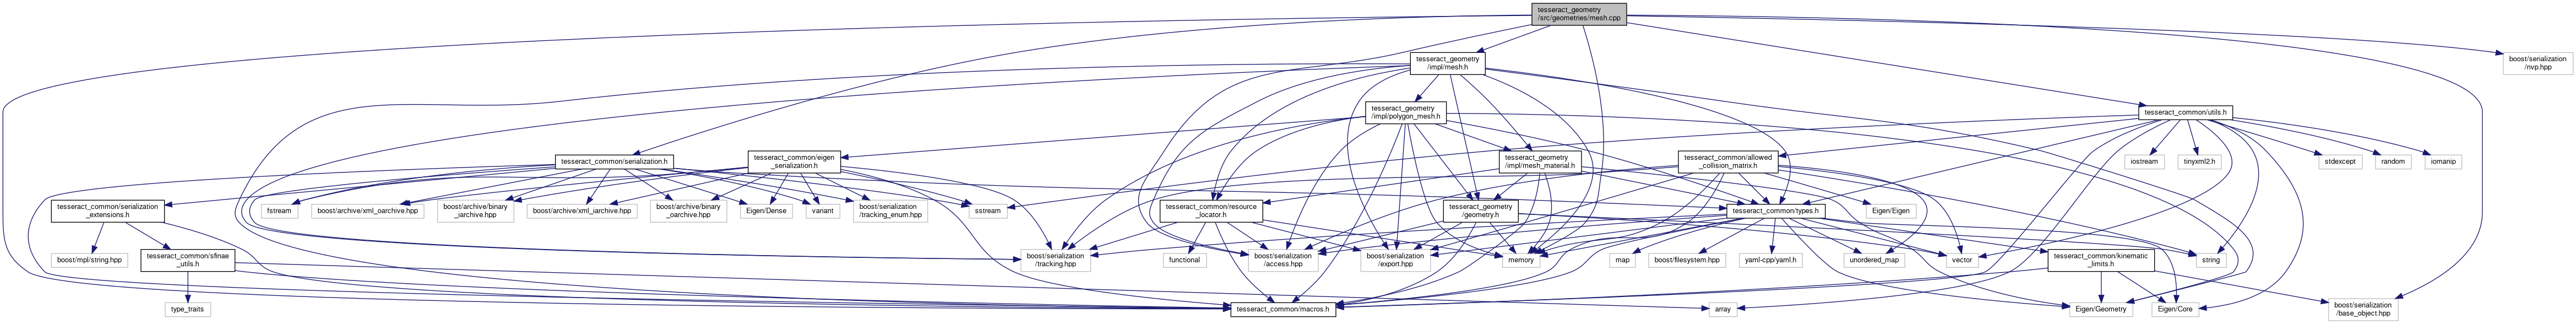 tesseract_geometry
/src/geometries/mesh.cpp
tesseract_geometry
/impl/mesh.h
boost/serialization
/nvp.hpp
tesseract_geometry
/impl/polygon_mesh.h
tesseract_common/utils.h
tesseract_common/serialization.h
tesseract_common/eigen
_serialization.h
tesseract_geometry
/impl/mesh_material.h
tesseract_common/allowed
_collision_matrix.h
iostream
tinyxml2.h
stdexcept
random
iomanip
tesseract_common/serialization
_extensions.h
fstream
boost/archive/xml_oarchive.hpp
boost/archive/binary
_iarchive.hpp
boost/archive/xml_iarchive.hpp
boost/archive/binary
_oarchive.hpp
Eigen/Dense
variant
boost/serialization
/tracking_enum.hpp
sstream
tesseract_common/resource
_locator.h
tesseract_geometry
/geometry.h
tesseract_common/types.h
Eigen/Eigen
boost/mpl/string.hpp
tesseract_common/sfinae
_utils.h
boost/serialization
/tracking.hpp
functional
boost/serialization
/access.hpp
boost/serialization
/export.hpp
memory
map
boost/filesystem.hpp
yaml-cpp/yaml.h
unordered_map
vector
tesseract_common/kinematic
_limits.h
string
type_traits
tesseract_common/macros.h
array
Eigen/Geometry
Eigen/Core
boost/serialization
/base_object.hpp